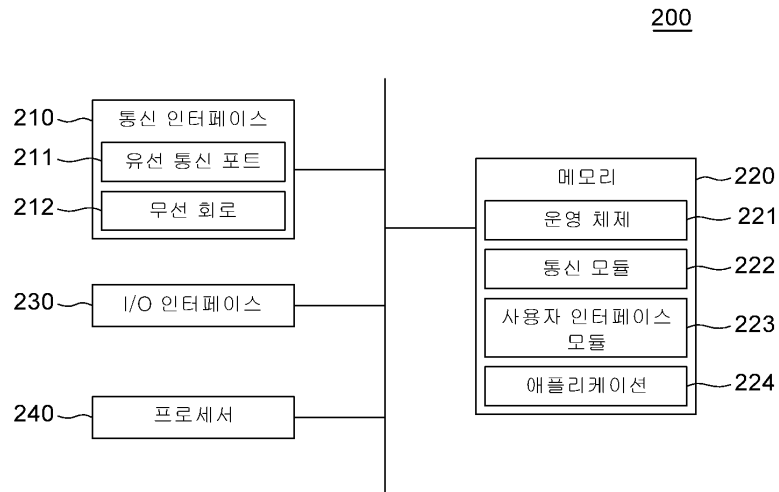 200
210
통신 인터페이스
211
유선 통신 포트
212
무선 회로
230
I/O 인터페이스
240
프로세서
메모리
220
운영 체제
221
통신 모듈
222
사용자 인터페이스
모듈
223
애플리케이션
224